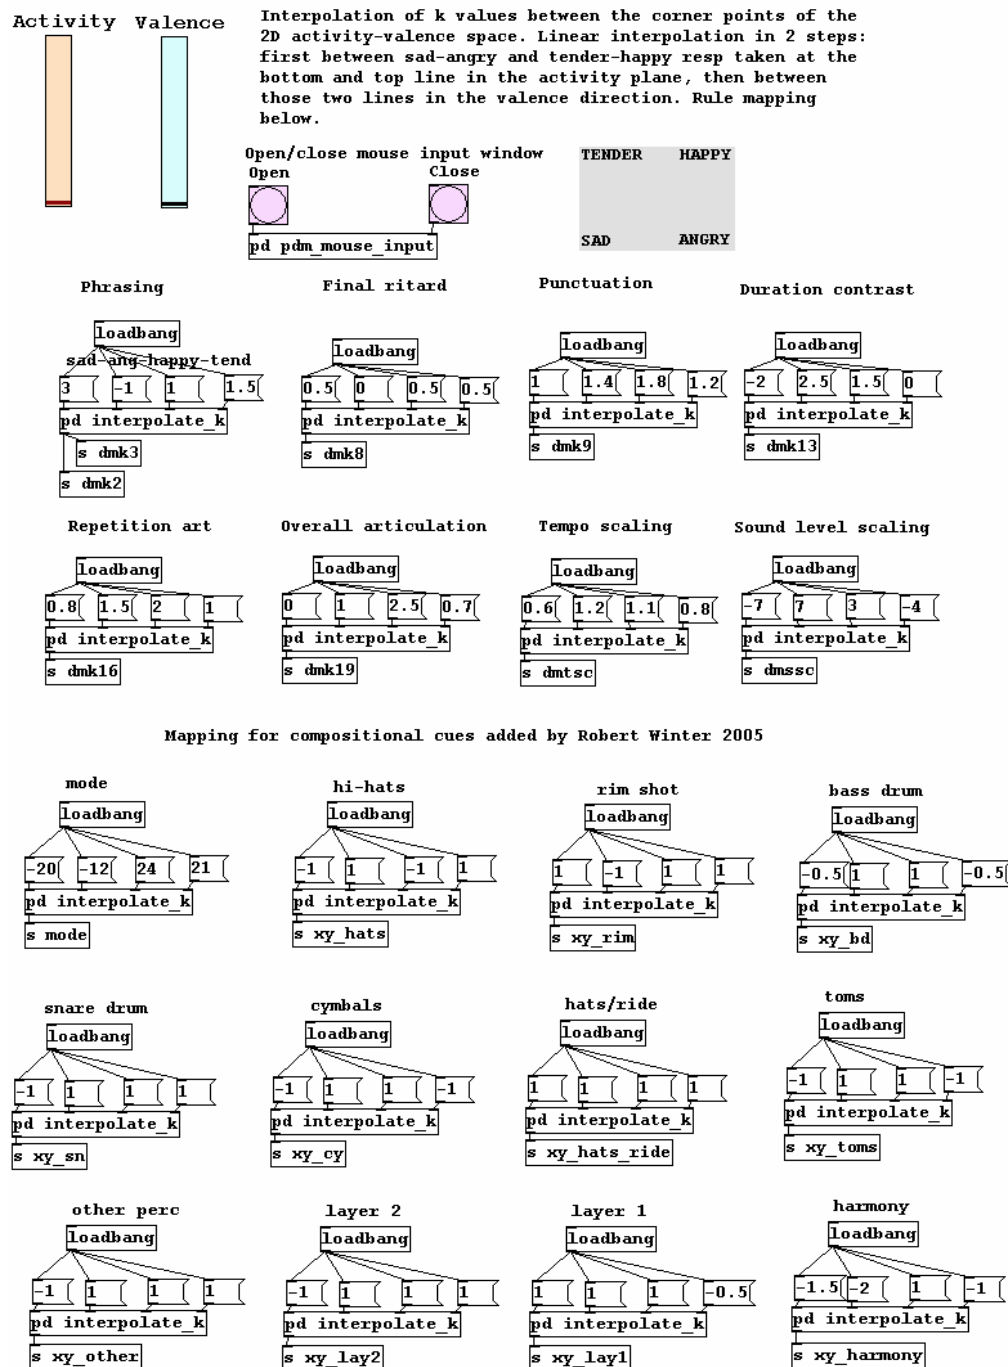 Activity Valence
Interpolation of k values between the corner points of the
2D activity-valence space. Linear interpolation in 2 steps:
first between sad-angry and tender-happy resp taken at the
bottom and top line in the activity plane, then between
those two lines in the valence direction. Rule mapping
below.
Open/close mouse input window
Open Close
pd pdm_mouse_input
TENDER HAPPY
SAD ANGRY
Phrasing Final ritard Punctuation Duration contrast
loadbang loadbang loadbang loadbang
sad-ang-happy-tend
3 -1 1 1.5 0.5 0 0.5 0.5 1 1.4 1.8 1.2 -2 2.5 1.5 0
pd interpolate_k pd interpolate_k pd interpolate_k pd interpolate_k
s dmk3 s dmk8 s dmk9 s dmk13
s dmk2
Repetition art Overall articulation Tempo scaling Sound level scaling
loadbang loadbang loadbang loadbang
0.8 1.5 2 1 0 1 2.5 0.7 0.6 1.2 1.1 0.8 -7 7 3 -4
pd interpolate_k pd interpolate_k pd interpolate_k pd interpolate_k
s dmk16 s dmk19 s dmtsc s dmssc
Mapping for compositional cues added by Robert Winter 2005
mode hi-hats rim shot bass drum
loadbang loadbang loadbang loadbang
-20 -12 24 21 -1 1 -1 1 1 -1 1 1 -0.5 1 1 -0.5
pd interpolate_k pd interpolate_k pd interpolate_k pd interpolate_k
s mode s xy_hats s xy_rim s xy_bd
snare drum cymbals hats/ride toms
loadbang loadbang loadbang loadbang
-1 1 1 1 -1 1 1 -1 1 1 1 1 -1 1 1 -1
pd interpolate_k pd interpolate_k pd interpolate_k pd interpolate_k
s xy_sn s xy_cy s xy_hats_ride s xy_toms
other perc layer 2 layer 1 harmony
loadbang loadbang loadbang loadbang
-1 1 1 1 -1 1 1 1 1 1 1 -0.5 -1.5 -2 1 -1
pd interpolate_k pd interpolate_k pd interpolate_k pd interpolate_k
s xy_other s xy_lay2 s xy_lay1 s xy_harmony